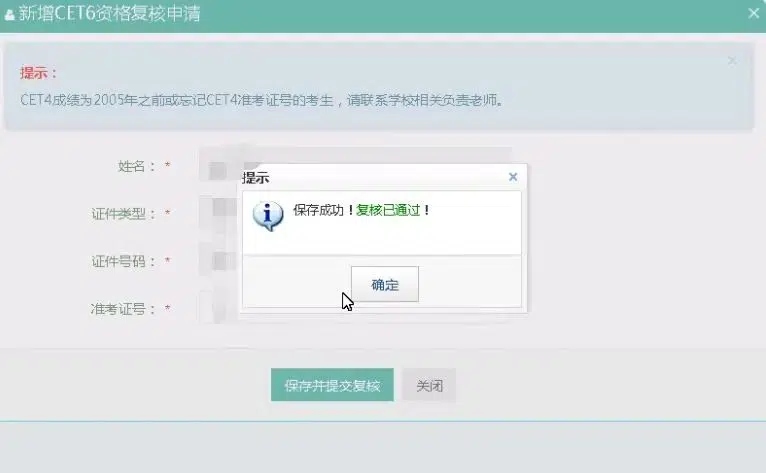 新增CET6资格复核申请
提示：
CET4成绩为2005年之前或忘记CET4准考证号的考生，请联系学校相关负责老师。
姓名： *
提示
保存成功！复核已通过！
证件类型： *
证件号码： *
确定
准考证号： *
保存并提交复核 关闭